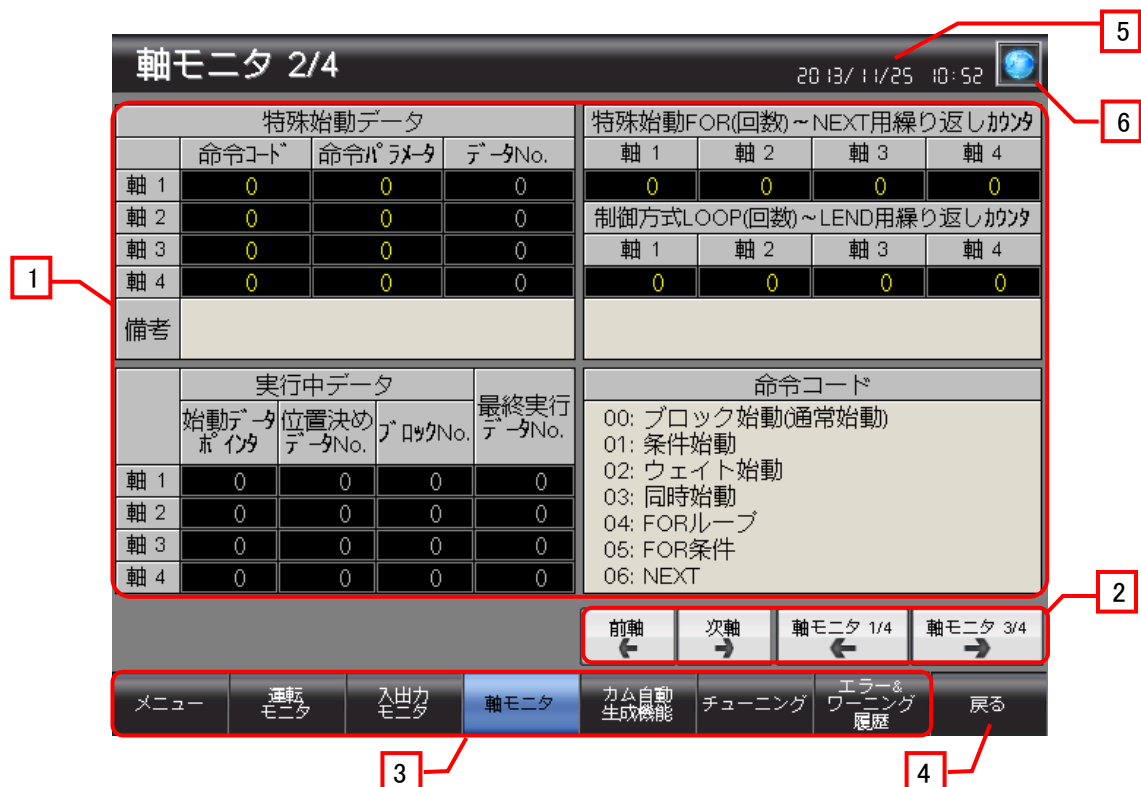 5
軸モニタ 2/4
2013/11/25 10:52
6
特殊始動データ
命令ｺｰﾄﾞ 命令ﾊﾟﾗﾒｰﾀ ﾃﾞｰﾀNo.
軸 1 0 0 0
軸 2 0 0 0
軸 3 0 0 0
軸 4 0 0 0
備考
特殊始動FOR(回数)~NEXT用繰り返しｶｳﾝﾀ
軸 1 軸 2 軸 3 軸 4
0 0 0 0
制御方式LOOP(回数)~LEND用繰り返しｶｳﾝﾀ
軸 1 軸 2 軸 3 軸 4
0 0 0 0
1
実行中データ
始動ﾃﾞｰﾀ
ﾎﾟｲﾝﾀ
位置決め
ﾃﾞｰﾀNo.
ﾌﾞﾛｯｸNo.
最終実行
ﾃﾞｰﾀNo.
軸 1 0 0 0 0
軸 2 0 0 0 0
軸 3 0 0 0 0
軸 4 0 0 0 0
命令コード
00: ブロック始動(通常始動)
01: 条件始動
02: ウェイト始動
03: 同時始動
04: FORループ
05: FOR条件
06: NEXT
2
前軸
次軸
軸モニタ 1/4
軸モニタ 3/4
メニュー
運転
モニタ
入出力
モニタ
軸モニタ
カム自動
生成機能
チューニング
エラー&
ワーニング
履歴
戻る
3
4